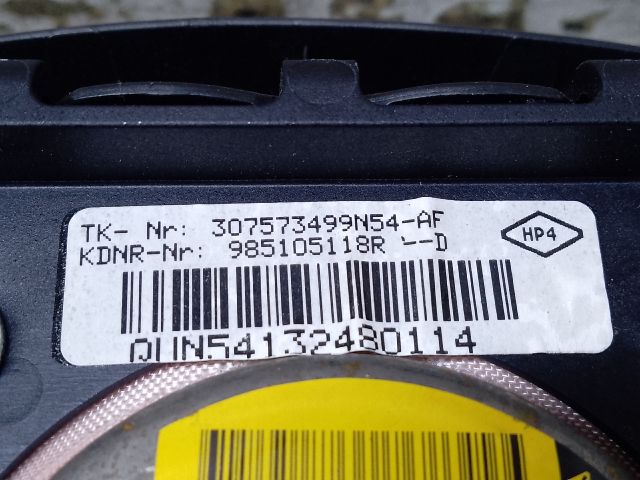 TK- Nr: 307573499N54-AF
KDNR-Nr: 985105118R --D
HP4
QUN54132480114